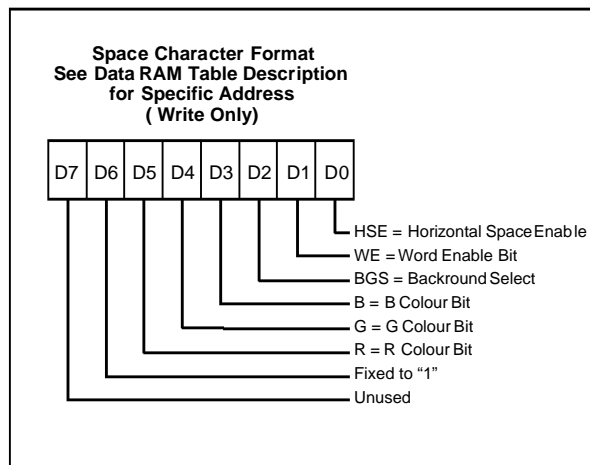 Space Character Format
See Data RAM Table Description
for Specific Address
( Write Only)
D7 D6 D5 D4 D3 D2 D1 D0
HSE = Horizontal Space Enable
WE = Word Enable Bit
BGS = Backround Select
B = B Colour Bit
G = G Colour Bit
R = R Colour Bit
Fixed to “1”
Unused